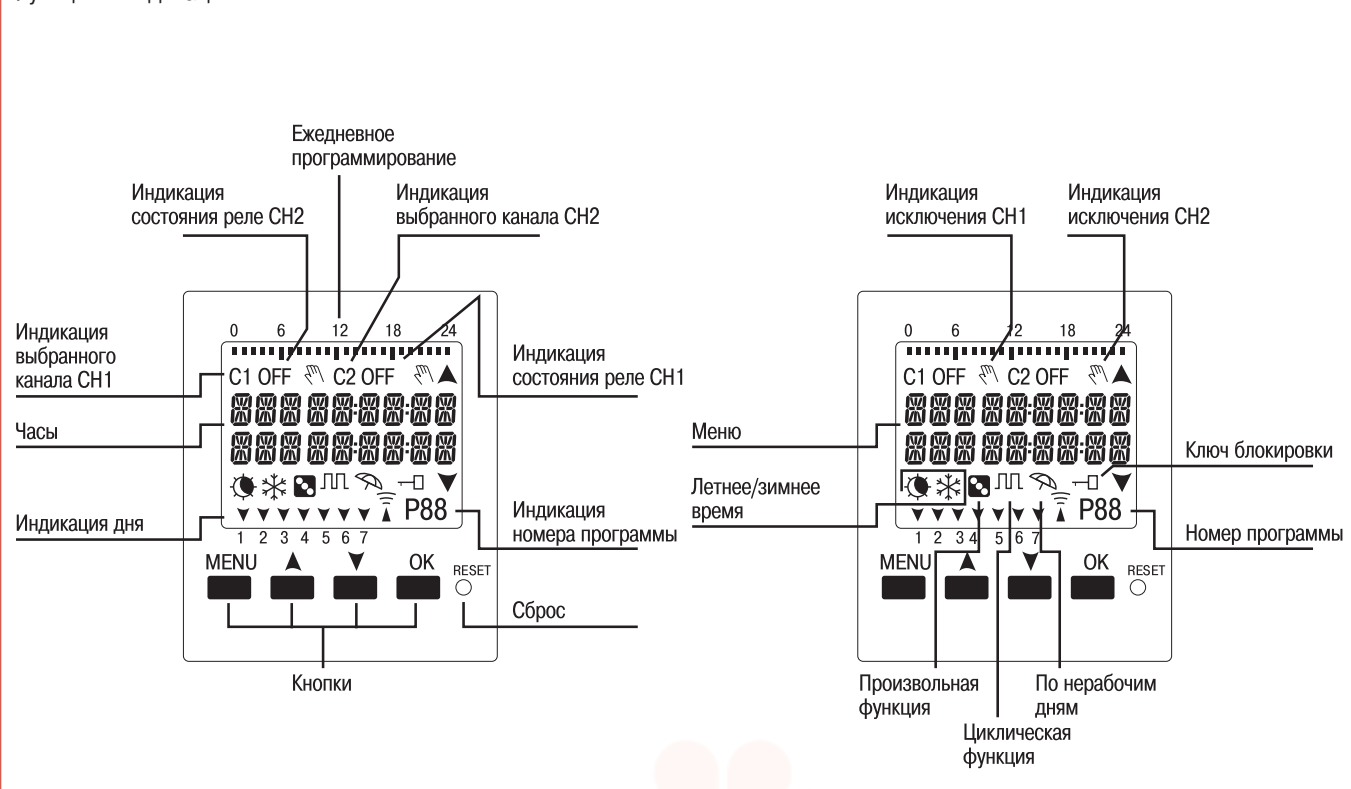 Ежедневное
программирование
Индикация
состояния реле CH2
Индикация
выбранного канала CH2
Индикация
выбранного
канала CH1
Часы
Индикация дня
0 6 12 18 24
C1 OFF C2 OFF
P88
1 2 3 4 5 6 7
MENU OK RESET
Индикация
состояния реле CH1
Индикация
номера программы
Сброс
Кнопки
Индикация
исключения CH1
Индикация
исключения CH2
Меню
Летнее/зимнее
время
0 6 12 18 24
C1 OFF C2 OFF
P88
1 2 3 4 5 6 7
MENU OK RESET
Ключ блокировки
Номер программы
Произвольная
функция
Циклическая
функция
По нерабочим
дням